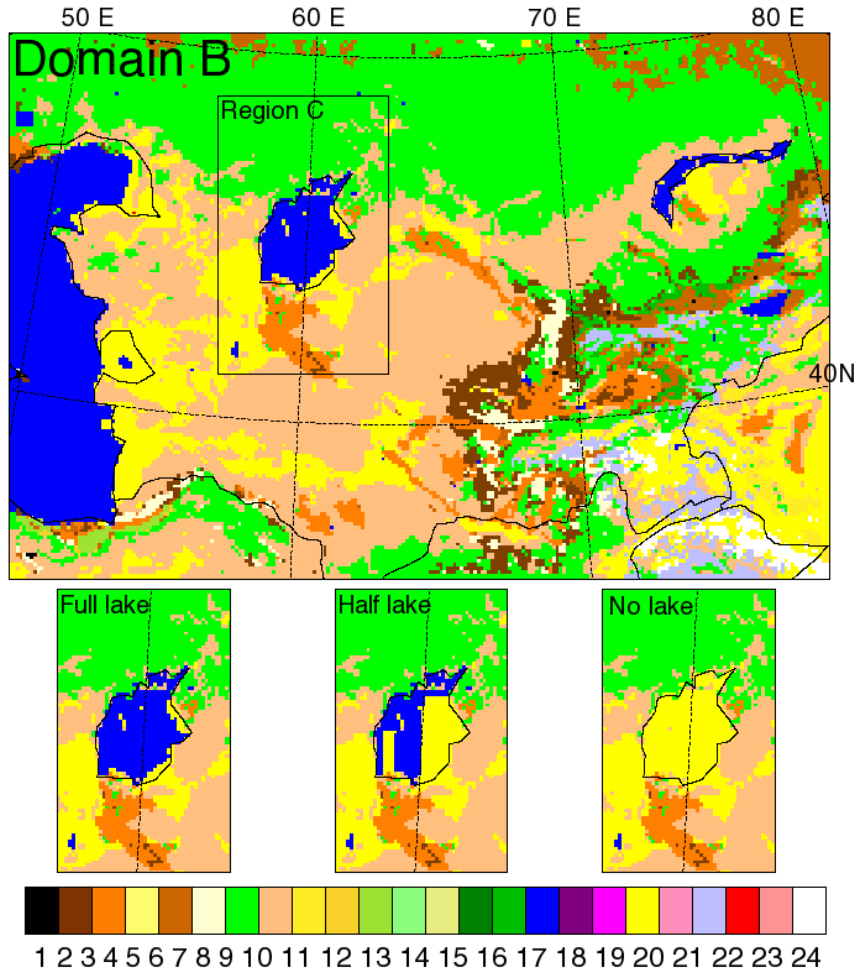 50 E 60 E 70 E 80 E
Domain B
Region C
40N
Full lake Half lake No lake
1 2 3 4 5 6 7 8 9 10 11 12 13 14 15 16 17 18 19 20 21 22 23 24